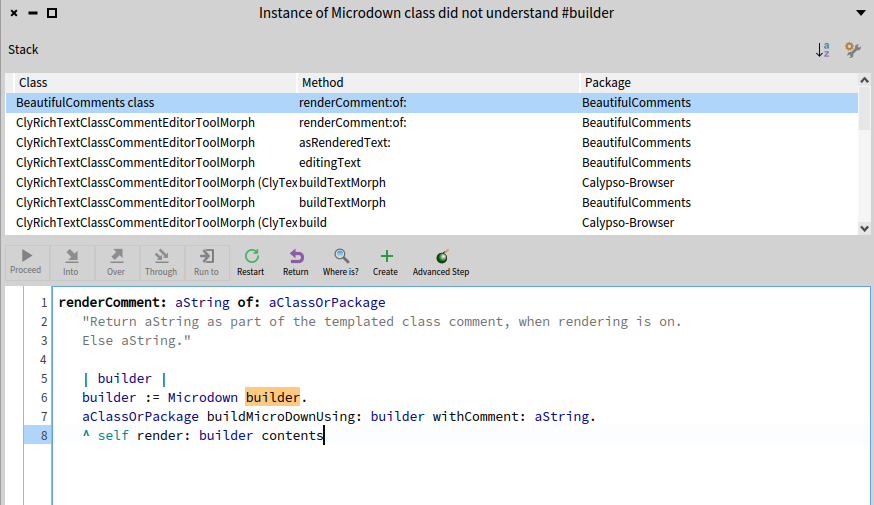 Instance of Microdown class did not understand #builder
Stack
Class Method Package
BeautifulComments class renderComment:of: BeautifulComments
ClyRichTextClassCommentEditorToolMorph renderComment:of: BeautifulComments
ClyRichTextClassCommentEditorToolMorph asRenderedText: BeautifulComments
ClyRichTextClassCommentEditorToolMorph editingText BeautifulComments
ClyRichTextClassCommentEditorToolMorph (ClyTex buildTextMorph Calypso-Browser
ClyRichTextClassCommentEditorToolMorph buildTextMorph BeautifulComments
ClyRichTextClassCommentEditorToolMorph (ClyTex build Calypso-Browser
Proceed Into Over Through Run to Restart Return Where is? Create Advanced Step
1 renderComment: aString of: aClassOrPackage
2 "Return aString as part of the templated class comment, when rendering is on.
3 Else aString."
4
5 | builder |
6 builder := Microdown builder.
7 aClassOrPackage buildMicroDownUsing: builder withComment: aString.
8 ^ self render: builder contents